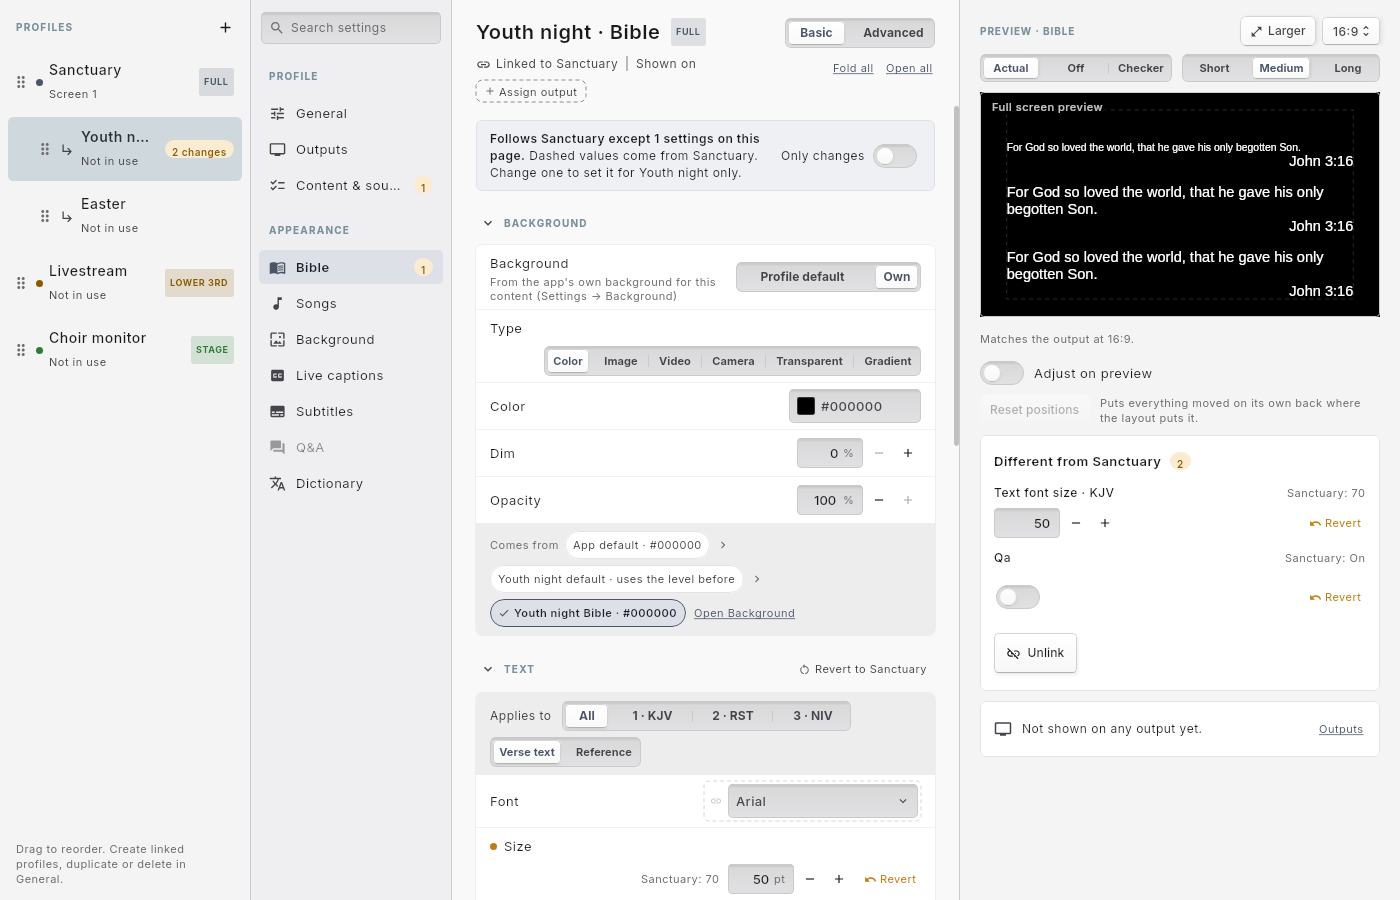 PROFILES
Sanctuary
Screen 1
FULL
Youth n...
Not in use
2 changes
Easter
Not in use
Livestream
Not in use
LOWER 3RD
Choir monitor
Not in use
STAGE
Drag to reorder. Create linked
profiles, duplicate or delete in
General.
Search settings
PROFILE
General
Outputs
Content & sou...
1
APPEARANCE
Bible
1
Songs
Background
Live captions
Subtitles
Q&A
Dictionary
Youth night · Bible
FULL
Basic
Advanced
Linked to Sanctuary
Shown on
Fold all
Open all
Assign output
Follows Sanctuary except 1 settings on this
page. Dashed values come from Sanctuary.
Change one to set it for Youth night only.
Only changes
BACKGROUND
Background
From the app's own background for this
content (Settings → Background)
Profile default
Own
Type
Color
Image
Video
Camera
Transparent
Gradient
Color
#000000
Dim
0 %
Opacity
100 %
Comes from
App default · #000000
Youth night default · uses the level before
Youth night Bible · #000000
Open Background
TEXT
Revert to Sanctuary
Applies to
All
1 · KJV
2 · RST
3 · NIV
Verse text
Reference
Font
Arial
Size
Sanctuary: 70
50 pt
Revert
PREVIEW · BIBLE
Larger
16:9
Actual
Off
Checker
Short
Medium
Long
Full screen preview
For God so loved the world, that he gave his only begotten Son.
John 3:16
For God so loved the world, that he gave his only
begotten Son.
John 3:16
For God so loved the world, that he gave his only
begotten Son.
John 3:16
Matches the output at 16:9.
Adjust on preview
Reset positions
Puts everything moved on its own back where
the layout puts it.
Different from Sanctuary
2
Text font size · KJV
Sanctuary: 70
50
Revert
Qa
Sanctuary: On
Revert
Unlink
Not shown on any output yet.
Outputs